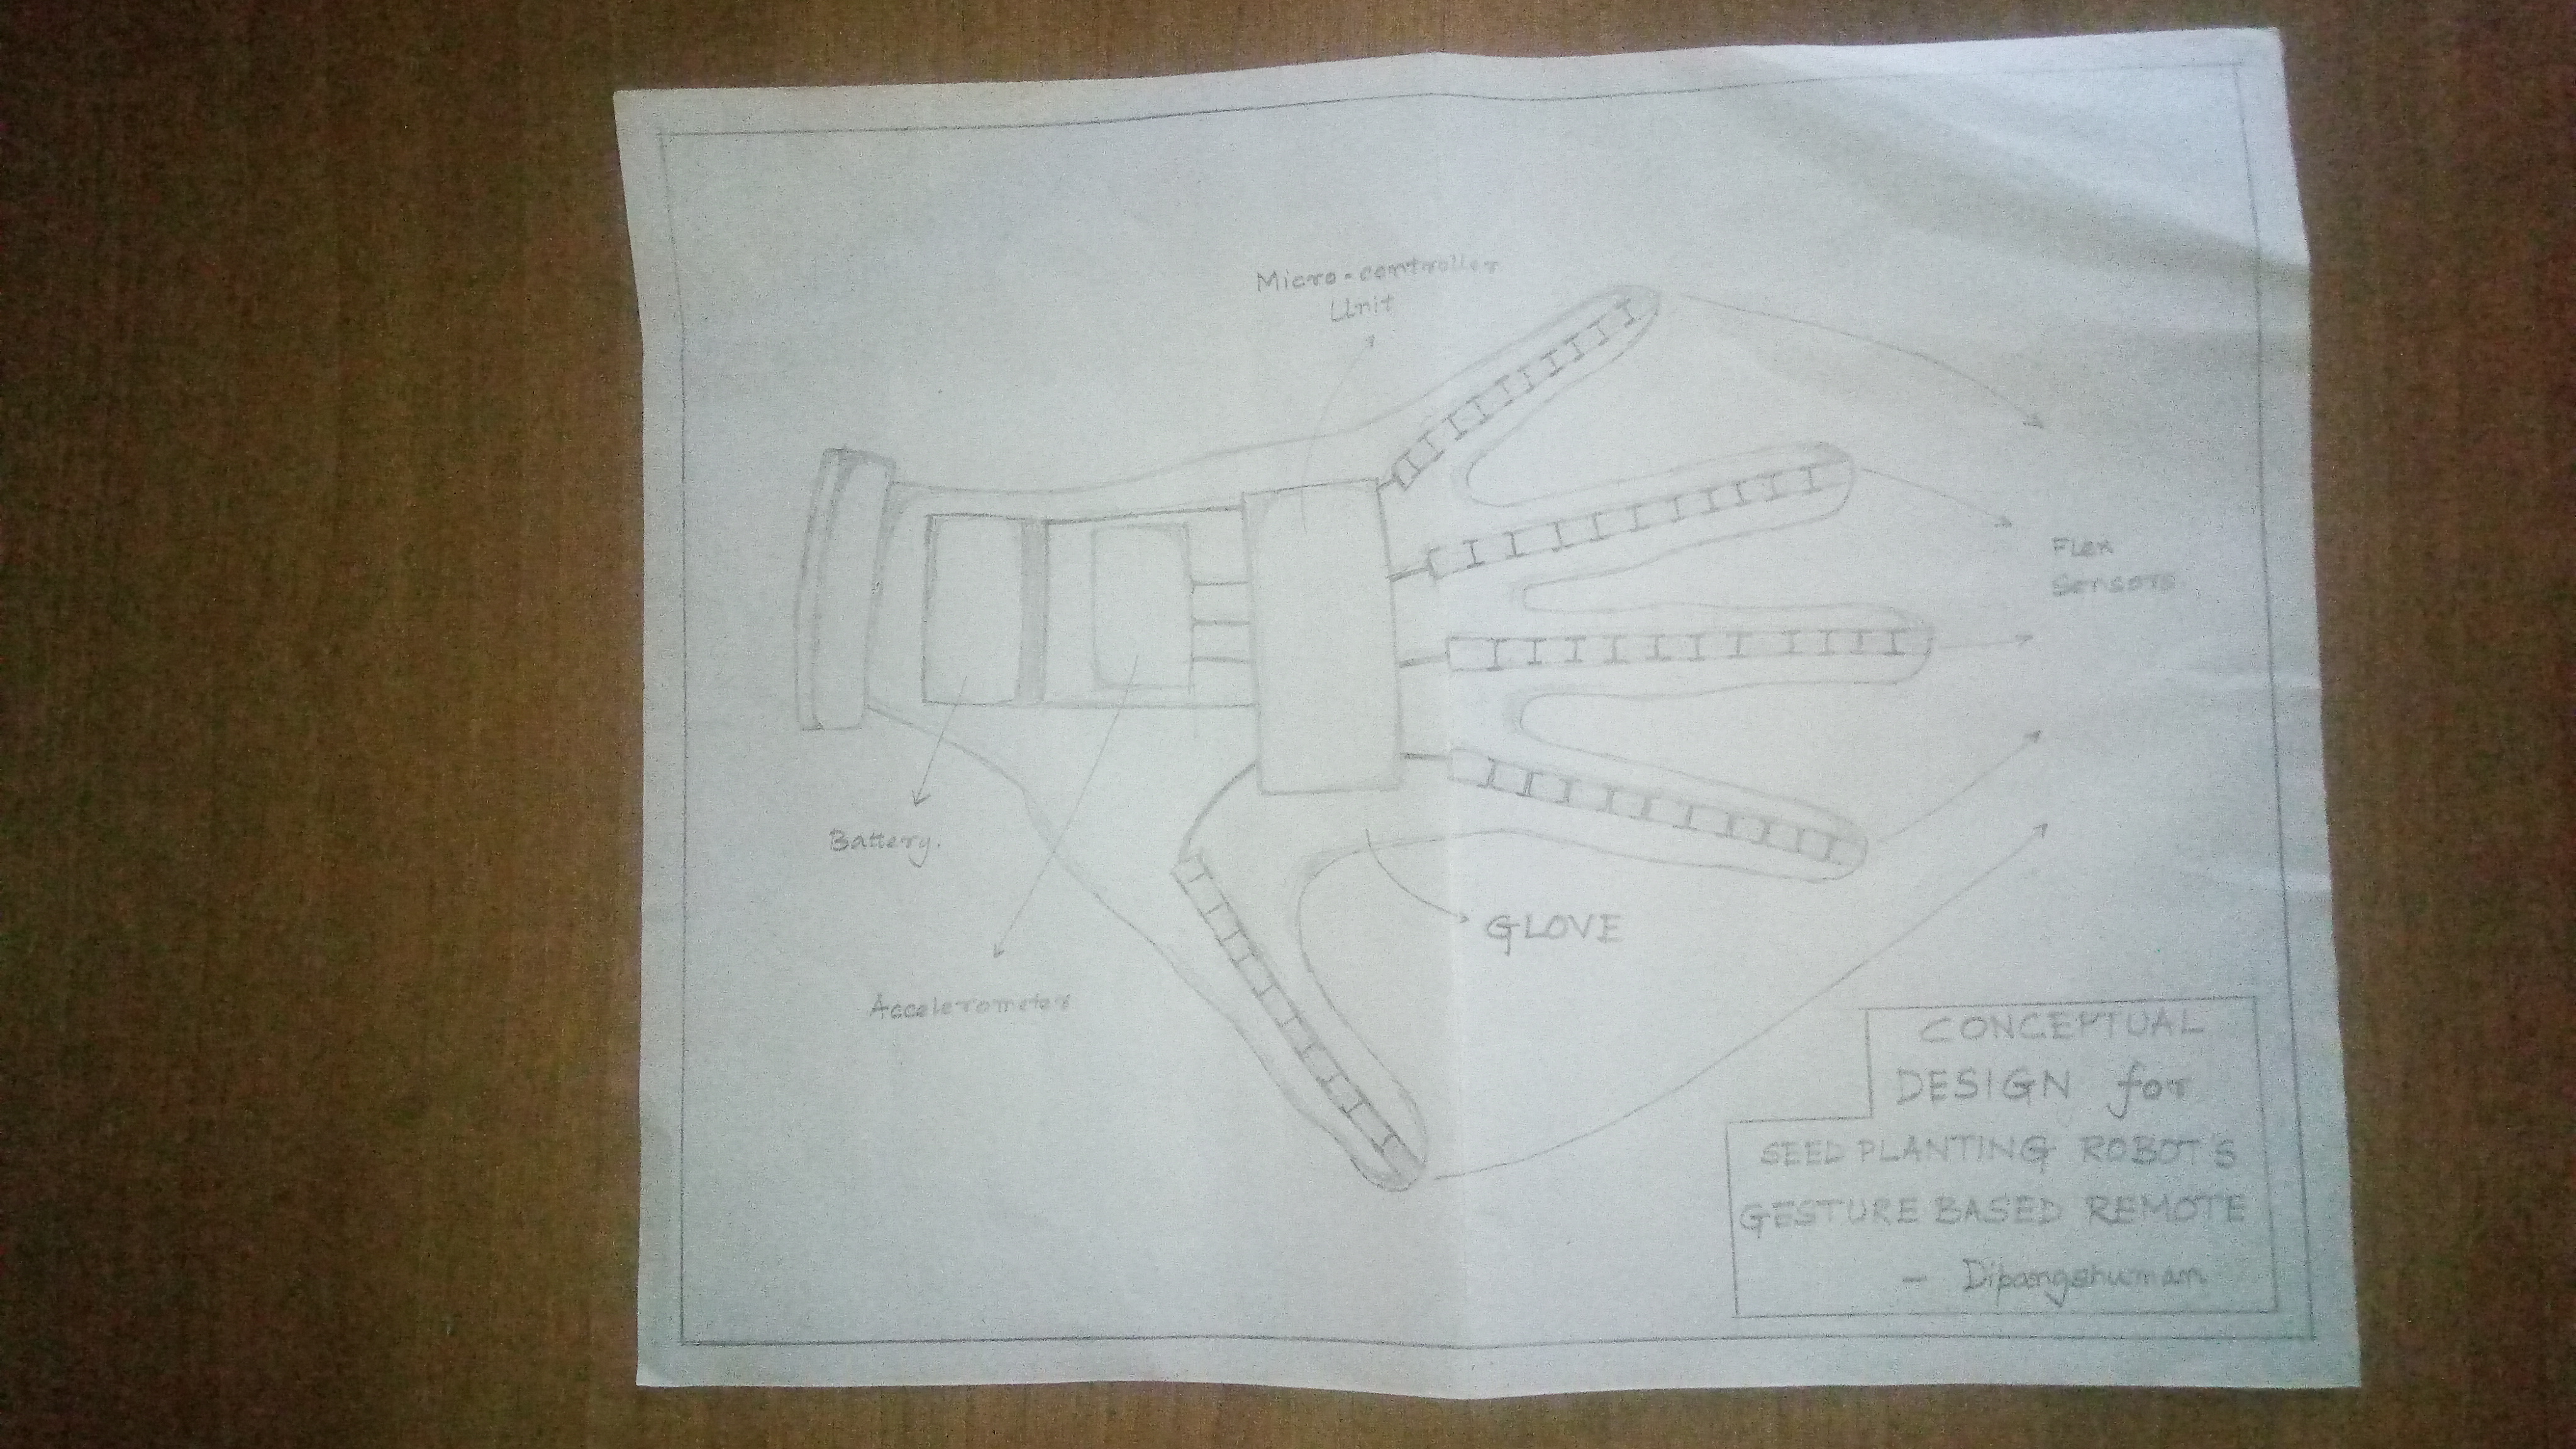 Micro-controller
Unit
Flex
Sensors.
Battery.
GLOVE
Accelerometer
CONCEPTUAL
DESIGN for
SEED PLANTING ROBOT'S
GESTURE BASED REMOTE
- Dipangshuman